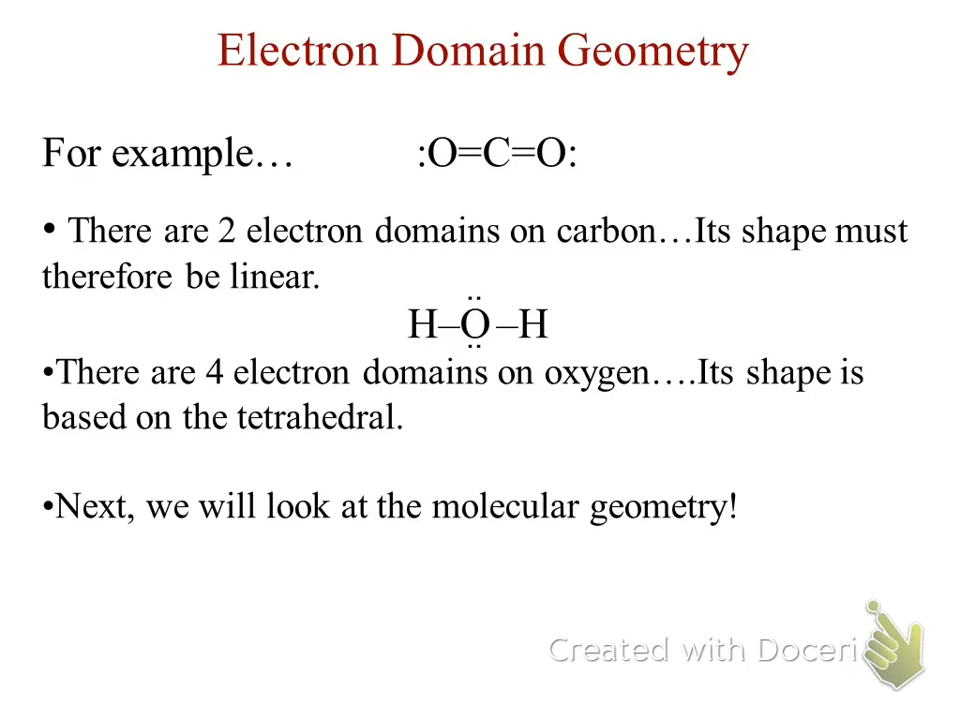 Electron Domain Geometry
For example… :O=C=O:
• There are 2 electron domains on carbon…Its shape must
therefore be linear.
..
H–O –H
..
•There are 4 electron domains on oxygen….Its shape is
based on the tetrahedral.
•Next, we will look at the molecular geometry!
Created with Doceri